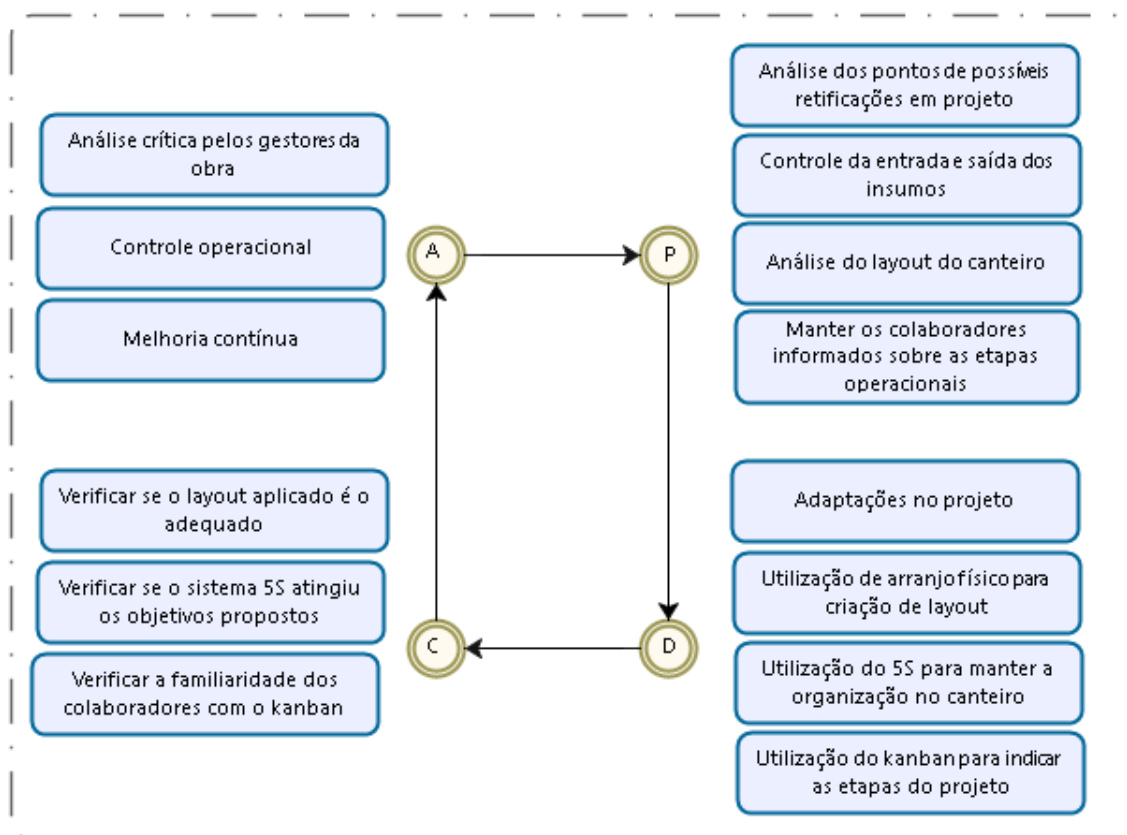 Análise crítica pelos gestores da
obra
Controle operacional
Melhoria contínua
A
P
Análise dos pontos de possíveis
retificações em projeto
Controle da entrada e saída dos
insumos
Análise do layout do canteiro
Manter os colaboradores
informados sobre as etapas
operacionais
Verificar se o layout aplicado é o
adequado
Verificar se o sistema 5S atingiu
os objetivos propostos
Verificar a familiaridade dos
colaboradores com o kanban
C
D
Adaptações no projeto
Utilização de arranjo físico para
criação de layout
Utilização do 5S para manter a
organização no canteiro
Utilização do kanban para indicar
as etapas do projeto